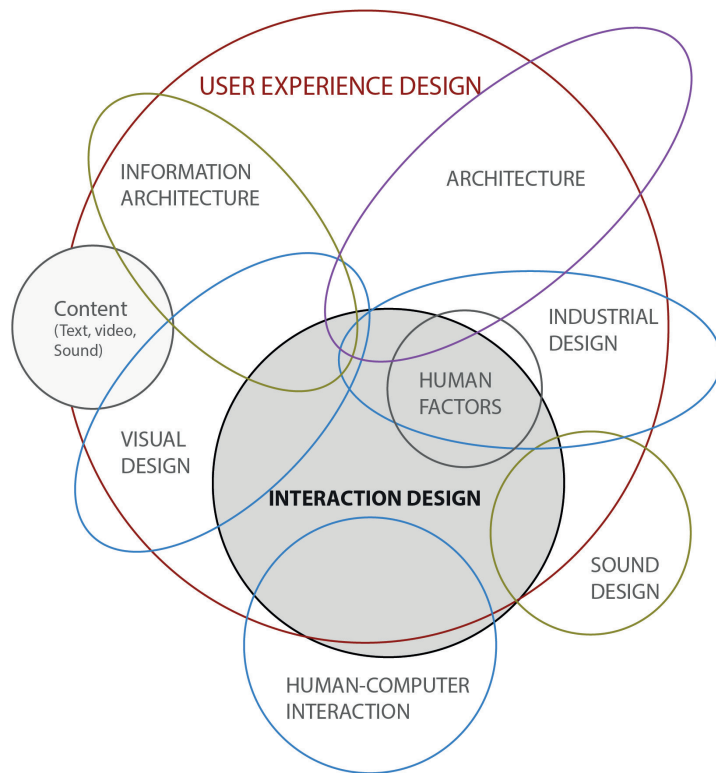 USER EXPERIENCE DESIGN
INFORMATION
ARCHITECTURE
ARCHITECTURE
Content
(Text, video,
Sound)
INDUSTRIAL
DESIGN
HUMAN
FACTORS
VISUAL
DESIGN
INTERACTION DESIGN
SOUND
DESIGN
HUMAN-COMPUTER
INTERACTION